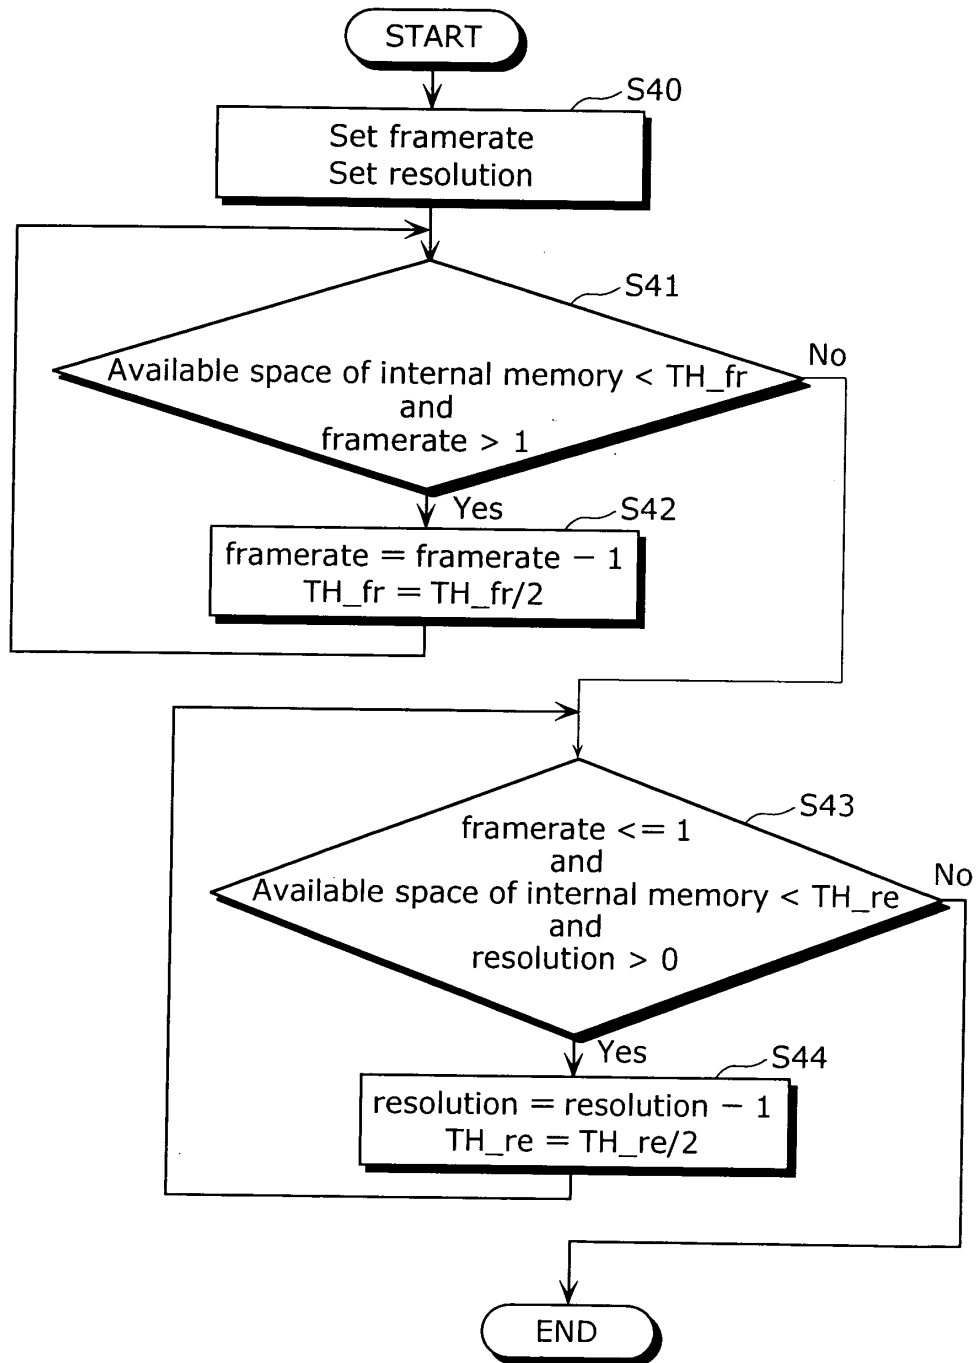 START
S40
Set framerate
Set resolution
S41
No
Available space of internal memory < TH_fr
and
framerate > 1
Yes
S42
framerate = framerate − 1
TH_fr = TH_fr/2
S43
framerate <= 1
and
No
Available space of internal memory < TH_re
and
resolution > 0
Yes
S44
resolution = resolution − 1
TH_re = TH_re/2
END